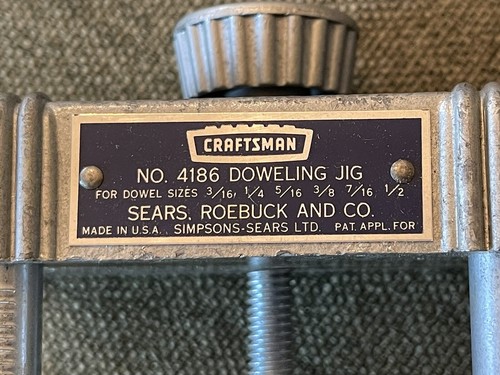 CRAFTSMAN
NO. 4186 DOWELING JIG
FOR DOWEL SIZES 3/16, 1/4 5/16 3/8 7/16 1/2
SEARS, ROEBUCK AND CO.
MADE IN U.S.A. SIMPSONS-SEARS LTD. PAT. APPL. FOR